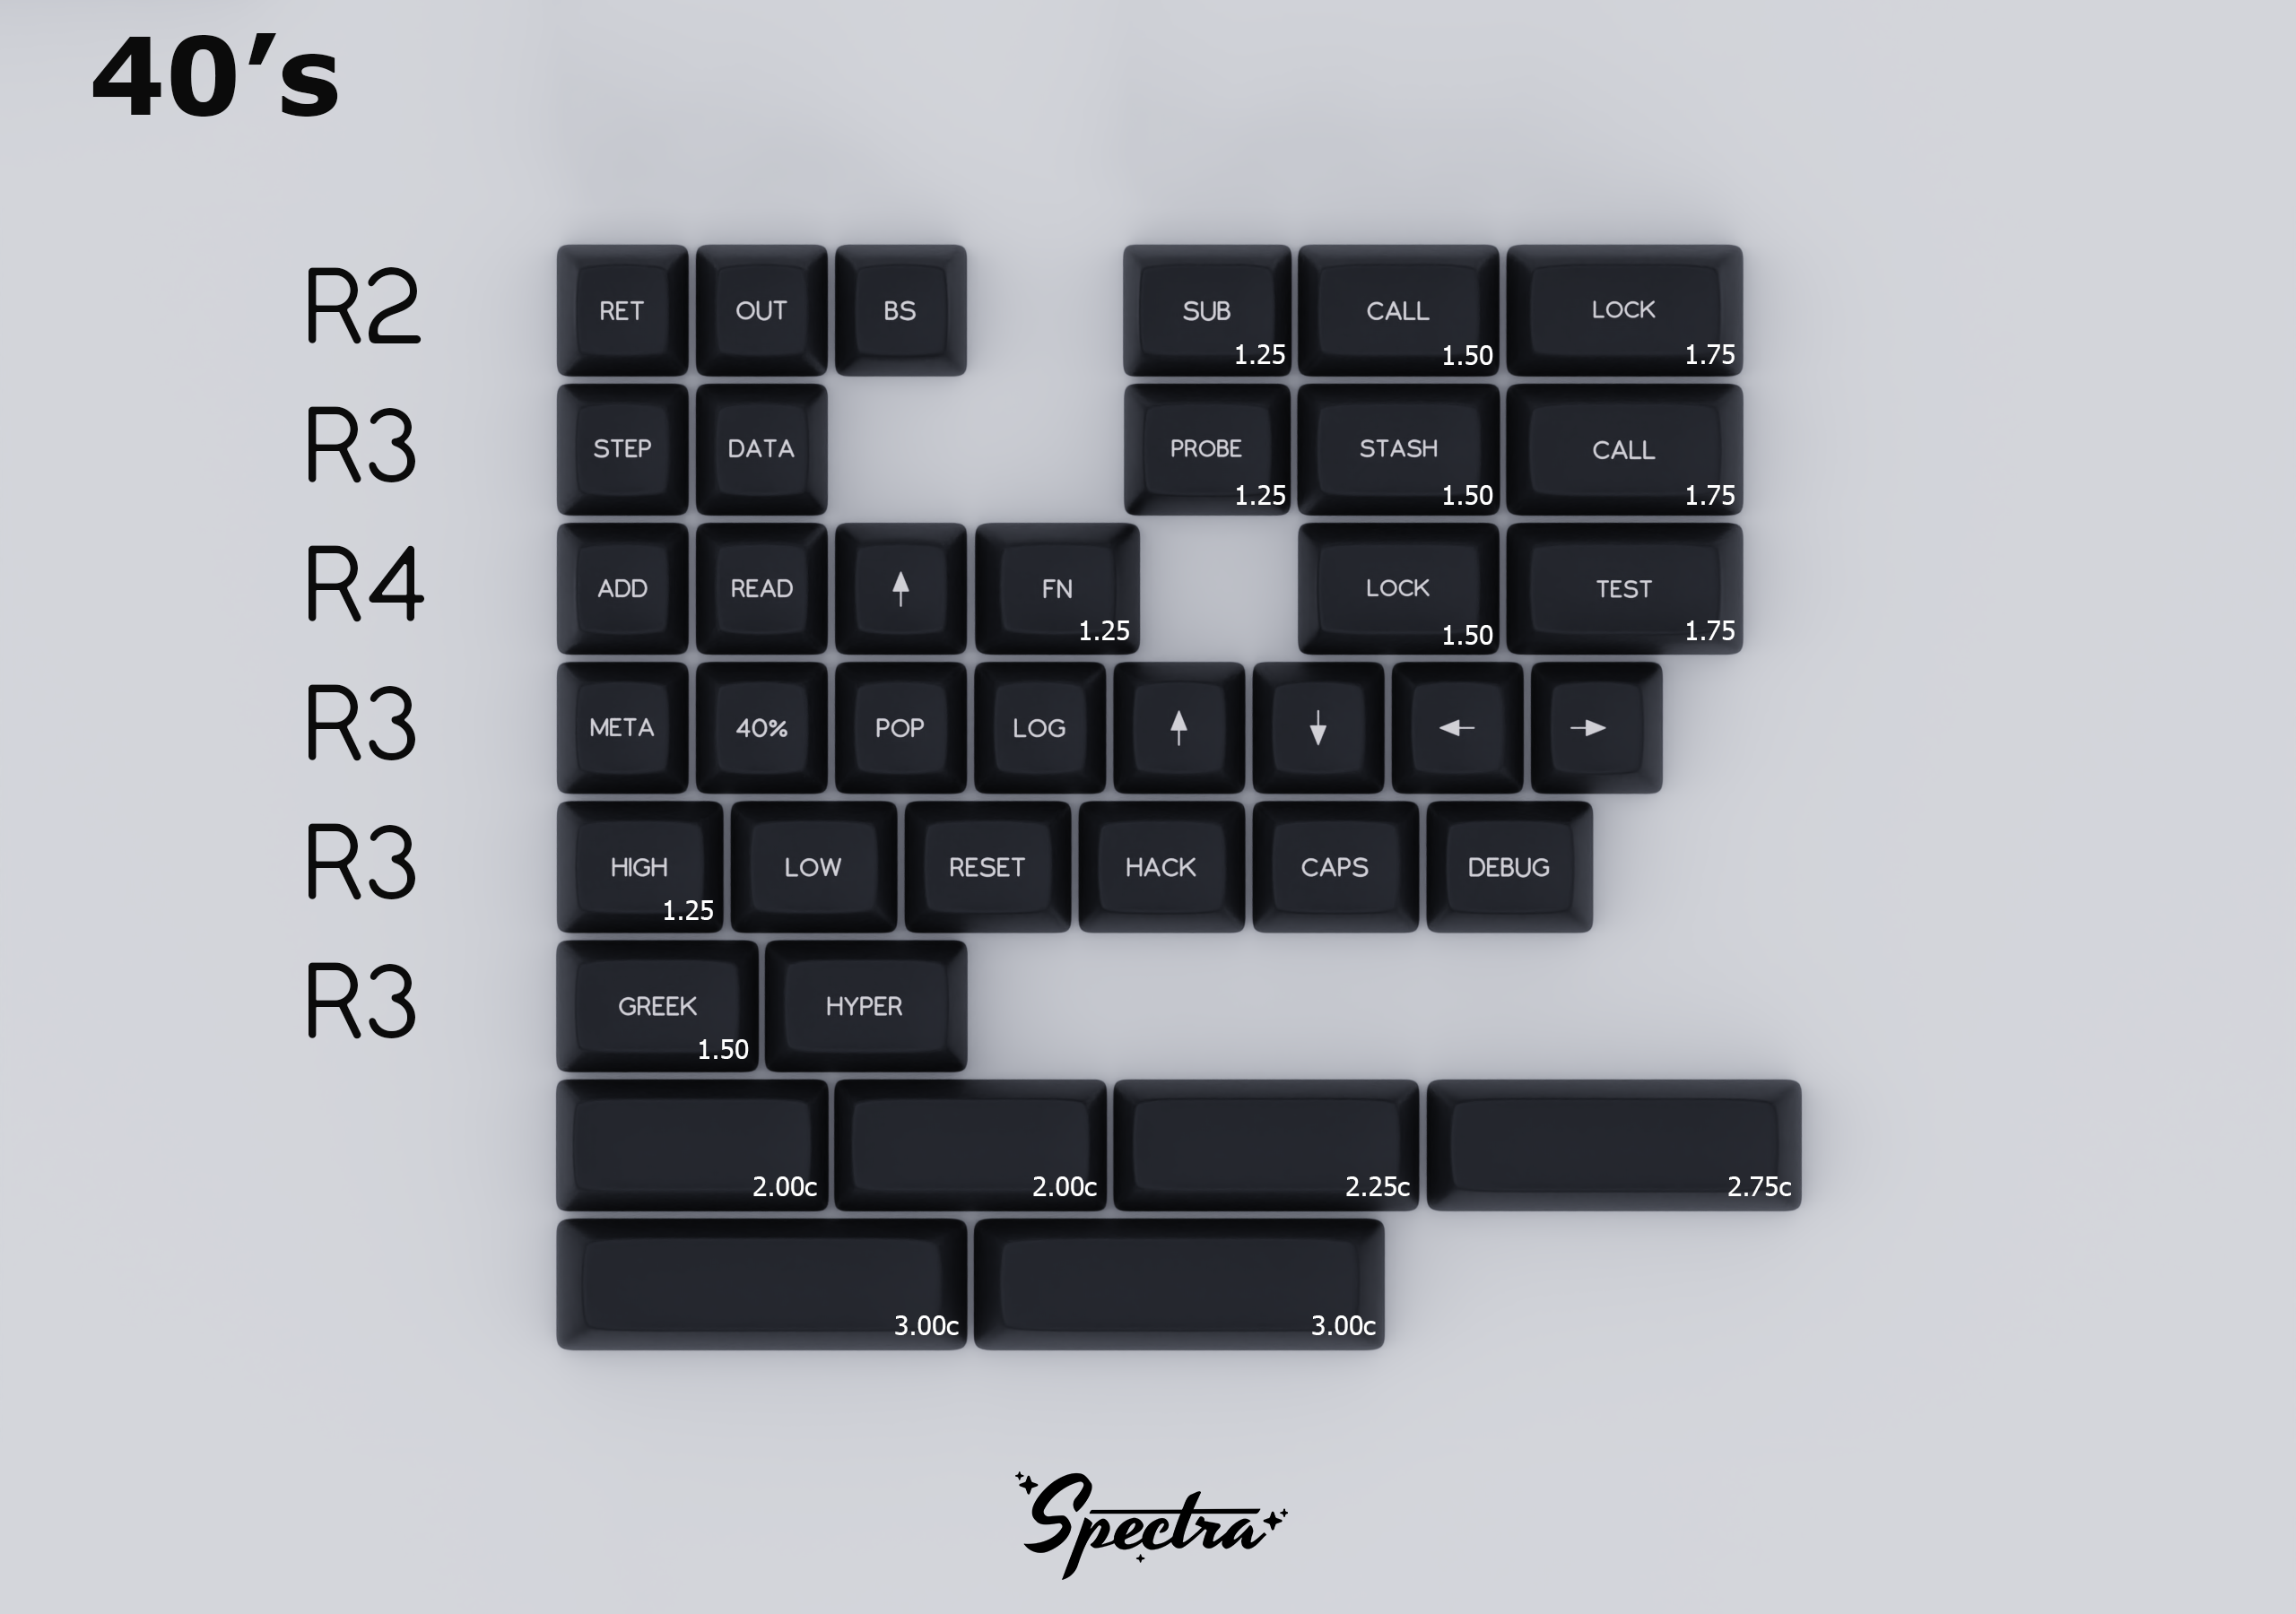 40's
R2 RET OUT BS SUB 1.25 CALL 1.50 LOCK 1.75
R3 STEP DATA PROBE 1.25 STASH 1.50 CALL 1.75
R4 ADD READ FN 1.25 LOCK 1.50 TEST 1.75
R3 META 40% POP LOG
R3 HIGH 1.25 LOW RESET HACK CAPS DEBUG
R3 GREEK 1.50 HYPER
2.00c 2.00c 2.25c 2.75c
3.00c 3.00c
Spectra